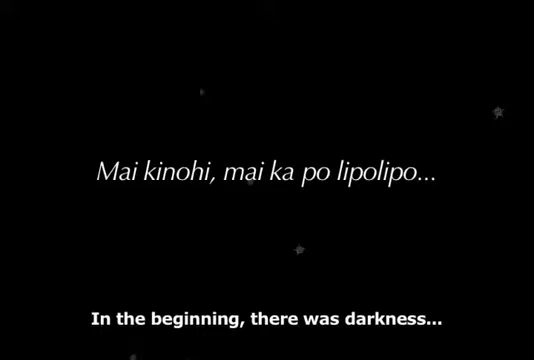 Mai kinohi, mai ka po lipolipo...
In the beginning, there was darkness...